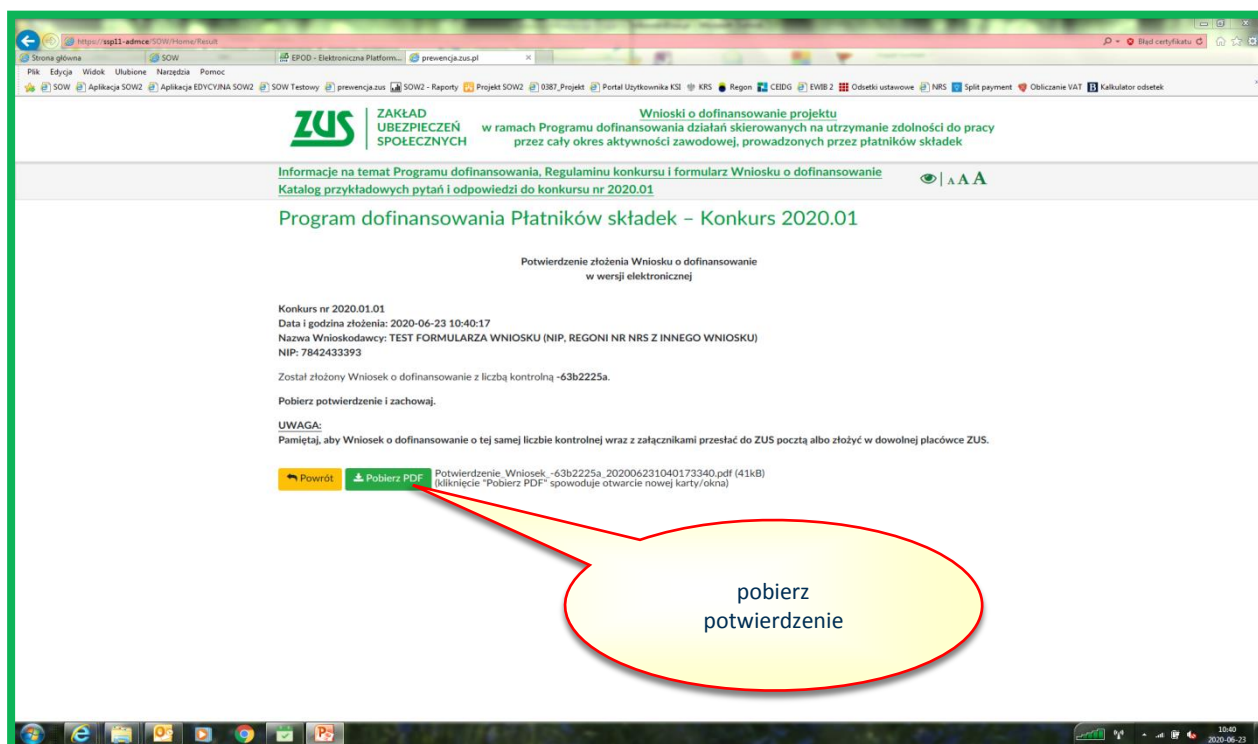 https://ssp11-admce/SOW/Home/Result
Błąd certyfikatu
Strona główna
SOW
EPOD - Elektroniczna Platform...
prewencja.zus.pl
Plik Edycja Widok Ulubione Narzędzia Pomoc
SOW Aplikacja SOW2 Aplikacja EDYCYJNA SOW2 SOW Testowy prewencja.zus SOW2 - Raporty Projekt SOW2 0387_Projekt Portal Użytkownika KSI KRS Regon CEIDG EWIB 2 Odsetki ustawowe NRS Split payment Obliczanie VAT Kalkulator odsetek
ZUS
ZAKŁAD
UBEZPIECZEŃ
SPOŁECZNYCH
Wnioski o dofinansowanie projektu
w ramach Programu dofinansowania działań skierowanych na utrzymanie zdolności do pracy
przez cały okres aktywności zawodowej, prowadzonych przez płatników składek
Informacje na temat Programu dofinansowania, Regulaminu konkursu i formularz Wniosku o dofinansowanie
Katalog przykładowych pytań i odpowiedzi do konkursu nr 2020.01
| A A A
Program dofinansowania Płatników składek – Konkurs 2020.01
Potwierdzenie złożenia Wniosku o dofinansowanie
w wersji elektronicznej
Konkurs nr 2020.01.01
Data i godzina złożenia: 2020-06-23 10:40:17
Nazwa Wnioskodawcy: TEST FORMULARZA WNIOSKU (NIP, REGONI NR NRS Z INNEGO WNIOSKU)
NIP: 7842433393
Został złożony Wniosek o dofinansowanie z liczbą kontrolną -63b2225a.
Pobierz potwierdzenie i zachowaj.
UWAGA:
Pamiętaj, aby Wniosek o dofinansowanie o tej samej liczbie kontrolnej wraz z załącznikami przesłać do ZUS pocztą albo złożyć w dowolnej placówce ZUS.
Powrót
Pobierz PDF
Potwierdzenie_Wniosek_-63b2225a_202006231040173340.pdf (41kB)
(kliknięcie "Pobierz PDF" spowoduje otwarcie nowej karty/okna)
pobierz
potwierdzenie
10:40
2020-06-23